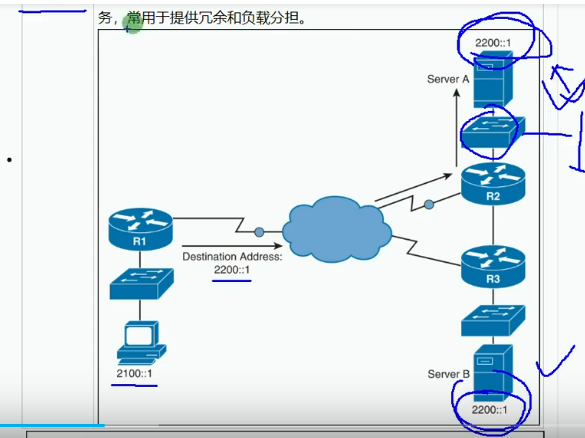 务，常用于提供冗余和负载分担。
2200::1
Server A
R2
R1
Destination Address:
2200::1
R3
2100::1
Server B
2200::1